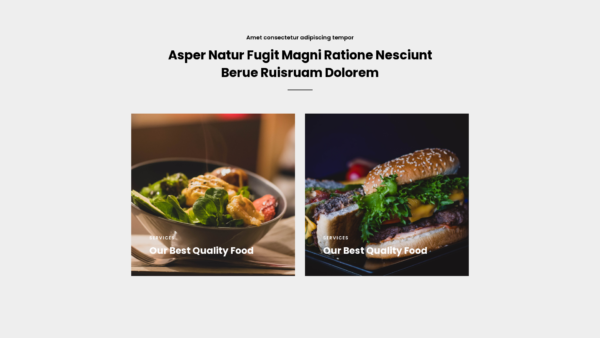 Amet consectetur adipiscing tempor
Asper Natur Fugit Magni Ratione Nesciunt
Berue Ruisruam Dolorem
SERVICES
Our Best Quality Food
SERVICES
Our Best Quality Food